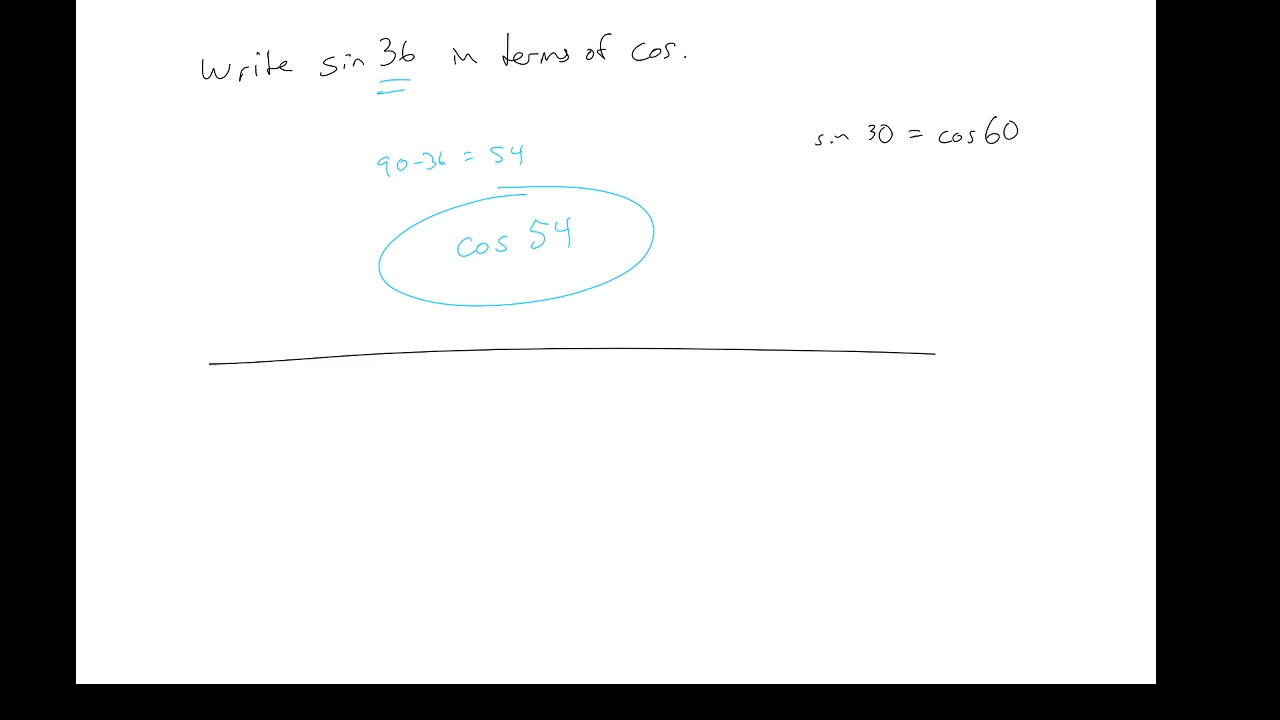 Write sin 36 in terms of cos.
sin 30 = cos 60
90-36 = 54
cos 54